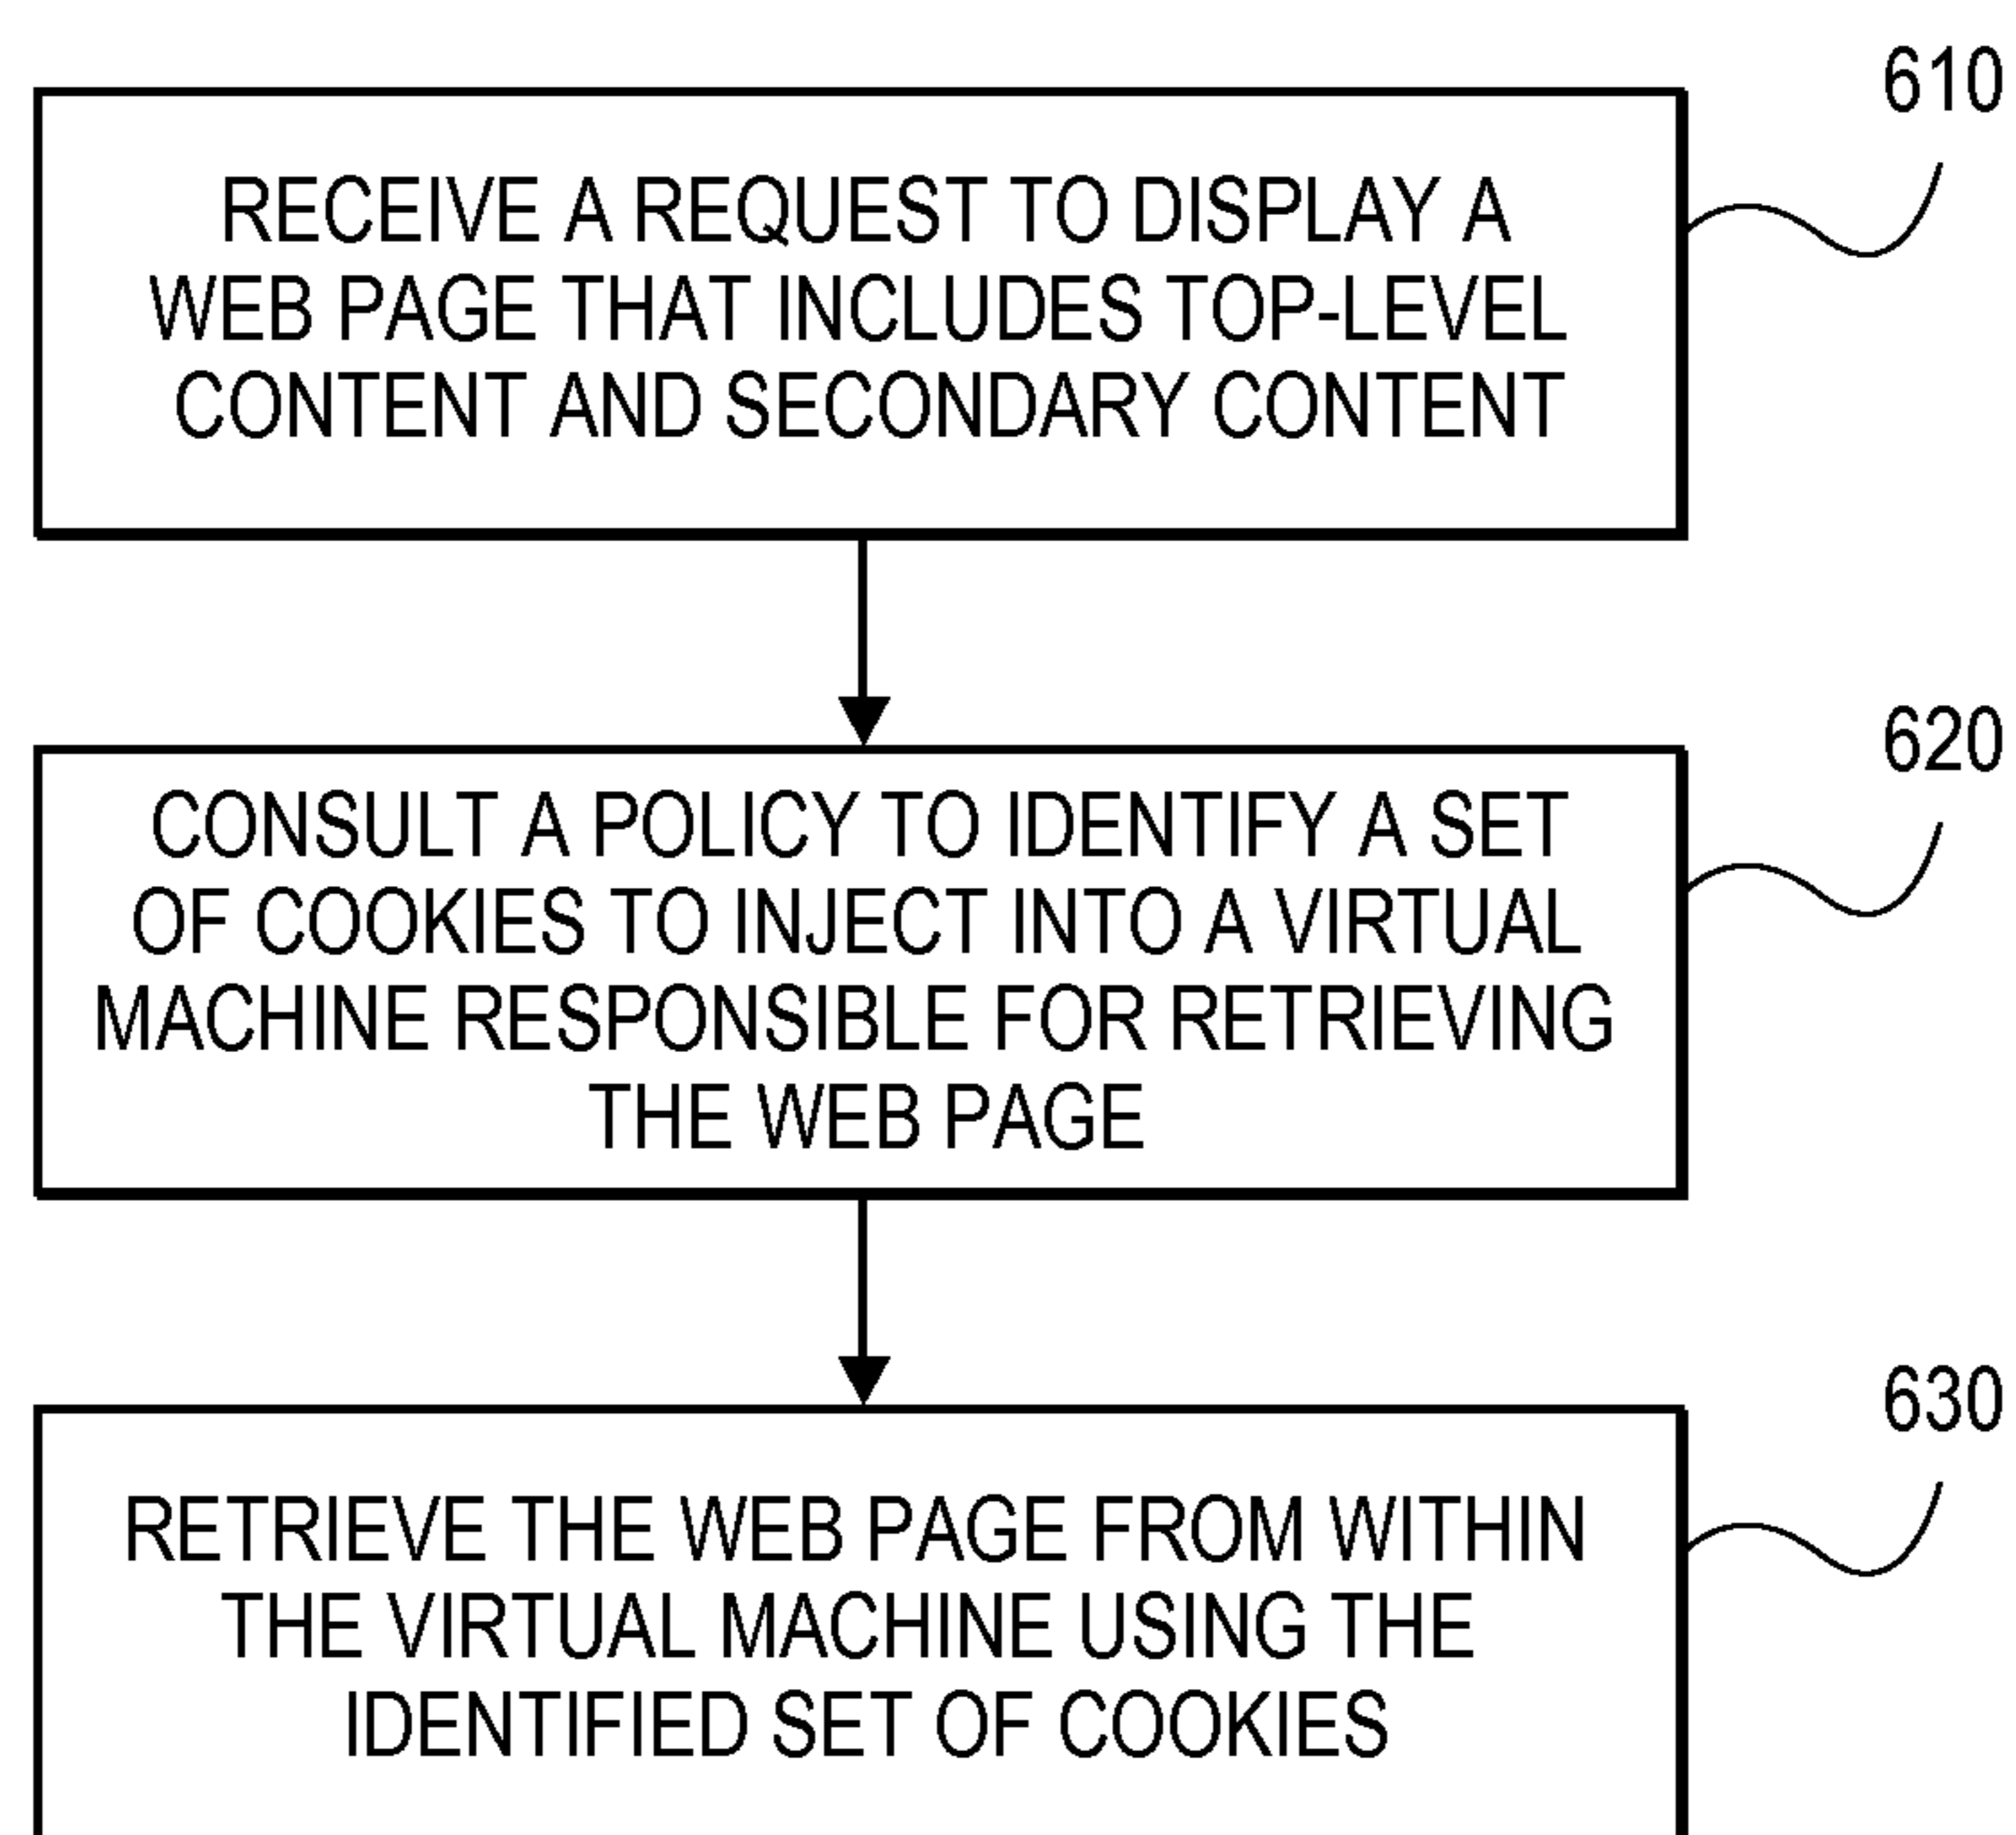 610
RECEIVE A REQUEST TO DISPLAY A
WEB PAGE THAT INCLUDES TOP-LEVEL
CONTENT AND SECONDARY CONTENT
620
CONSULT A POLICY TO IDENTIFY A SET
OF COOKIES TO INJECT INTO A VIRTUAL
MACHINE RESPONSIBLE FOR RETRIEVING
THE WEB PAGE
630
RETRIEVE THE WEB PAGE FROM WITHIN
THE VIRTUAL MACHINE USING THE
IDENTIFIED SET OF COOKIES